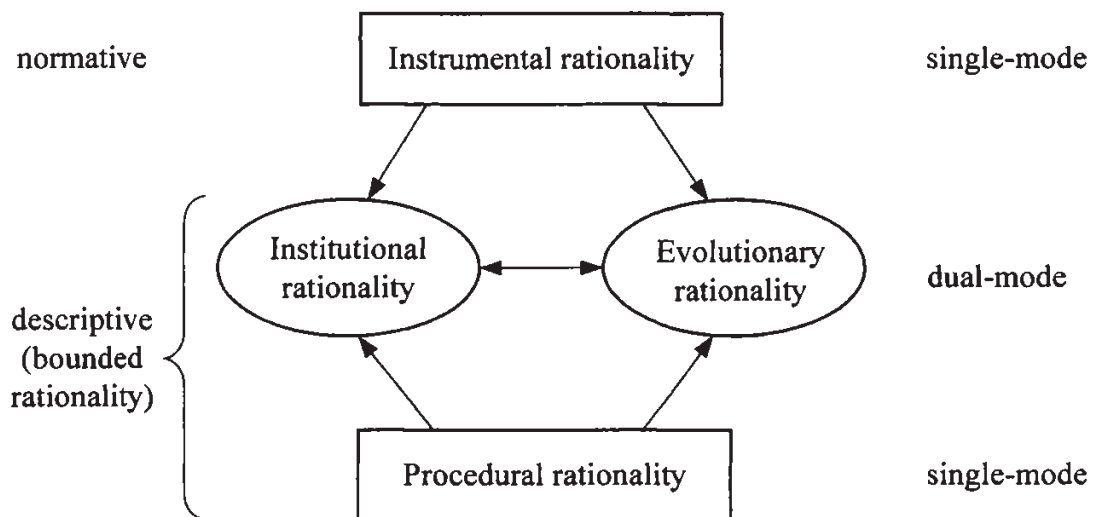 normative
Instrumental rationality
single-mode
Institutional
rationality
Evolutionary
rationality
dual-mode
descriptive
(bounded
rationality)
Procedural rationality
single-mode